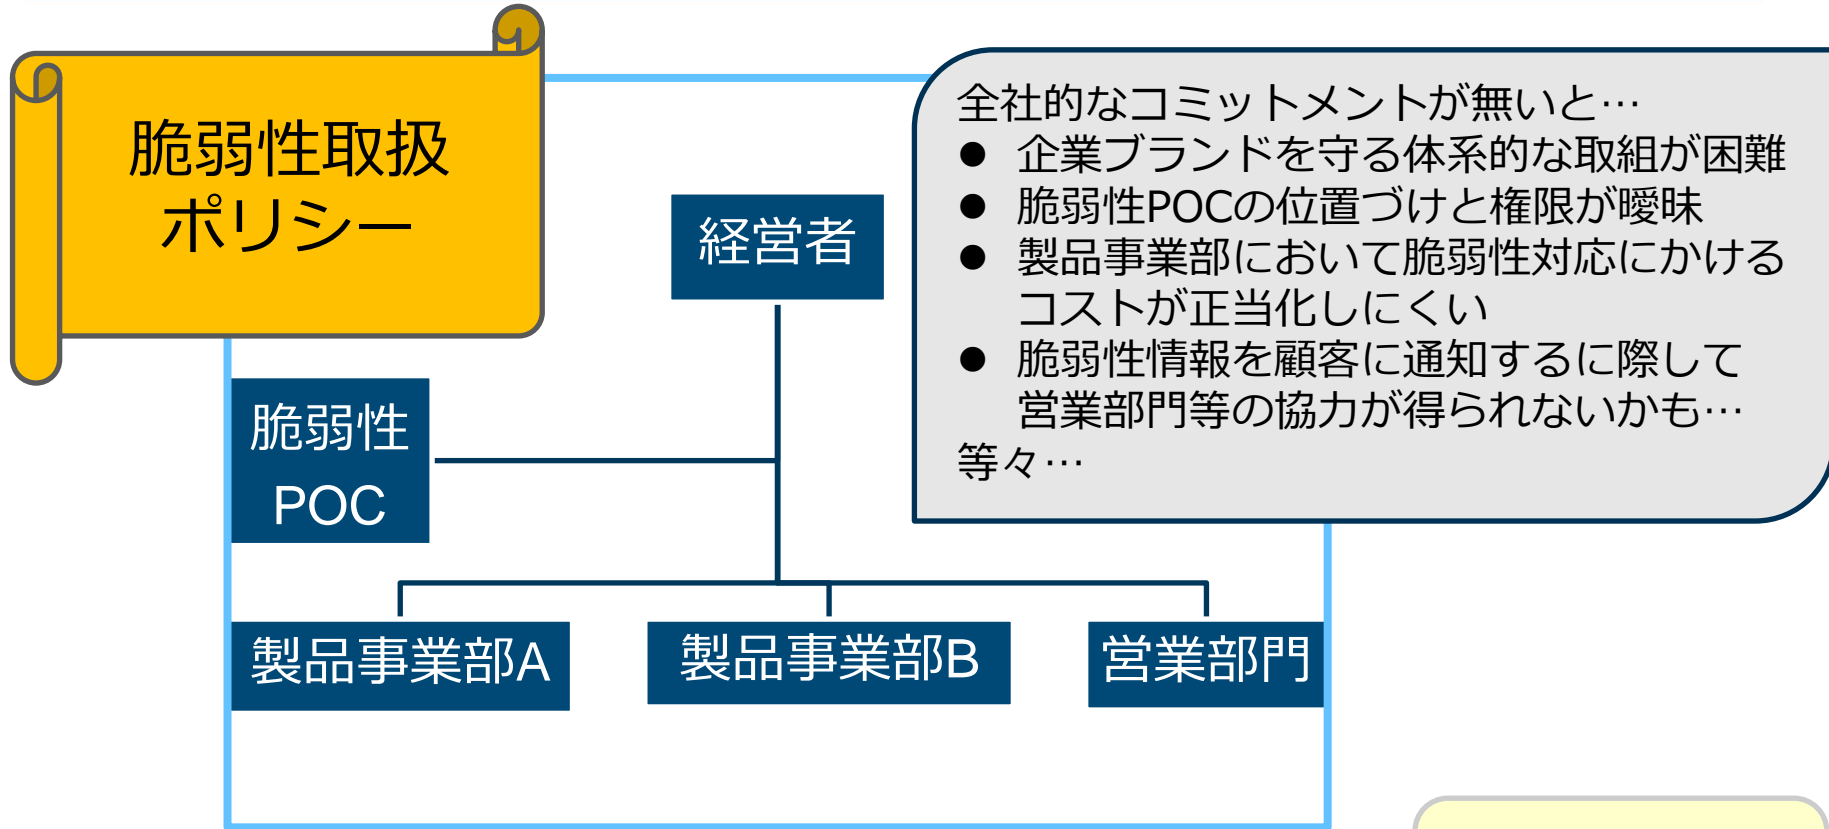 脆弱性取扱
ポリシー
全社的なコミットメントが無いと…
● 企業ブランドを守る体系的な取組が困難
● 脆弱性POCの位置づけと権限が曖昧
● 製品事業部において脆弱性対応にかける
コストが正当化しにくい
● 脆弱性情報を顧客に通知するに際して
営業部門等の協力が得られないかも…
等々…
経営者
脆弱性
POC
製品事業部A
製品事業部B
営業部門